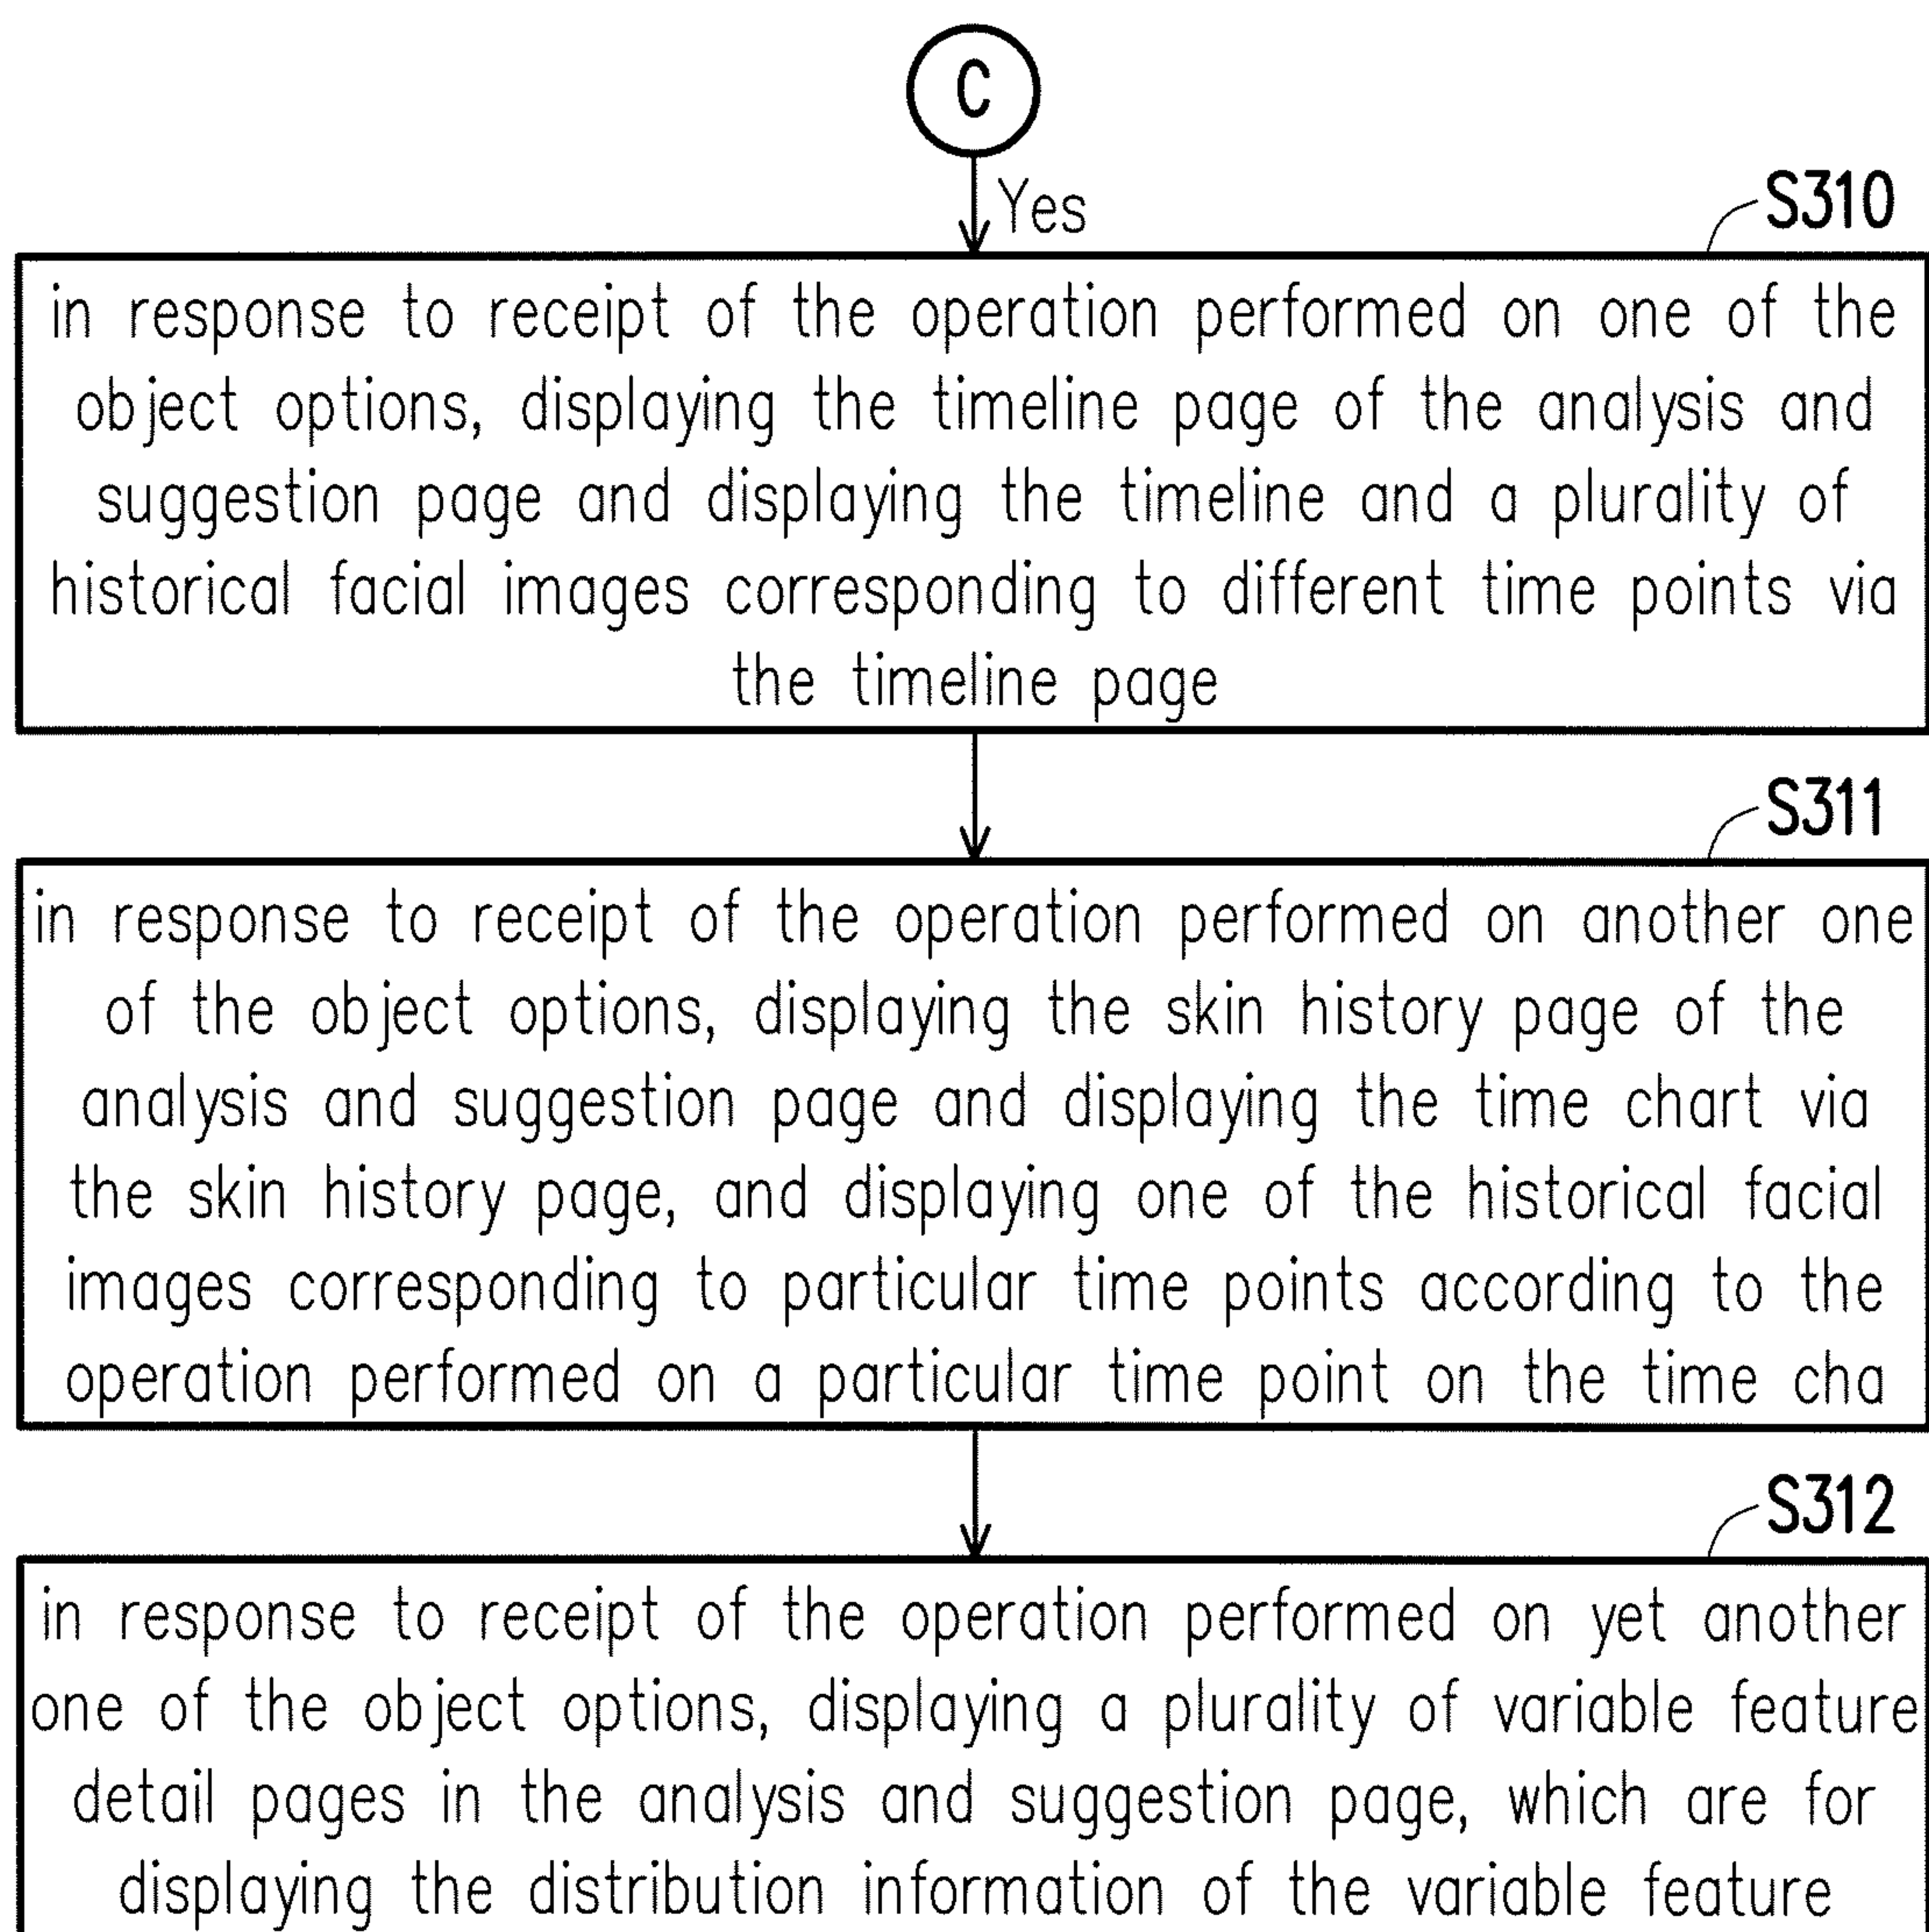 C
Yes
S310
in response to receipt of the operation performed on one of the
object options, displaying the timeline page of the analysis and
suggestion page and displaying the timeline and a plurality of
historical facial images corresponding to different time points via
the timeline page
S311
in response to receipt of the operation performed on another one
of the object options, displaying the skin history page of the
analysis and suggestion page and displaying the time chart via
the skin history page, and displaying one of the historical facial
images corresponding to particular time points according to the
operation performed on a particular time point on the time cha
S312
in response to receipt of the operation performed on yet another
one of the object options, displaying a plurality of variable feature
detail pages in the analysis and suggestion page, which are for
displaying the distribution information of the variable feature